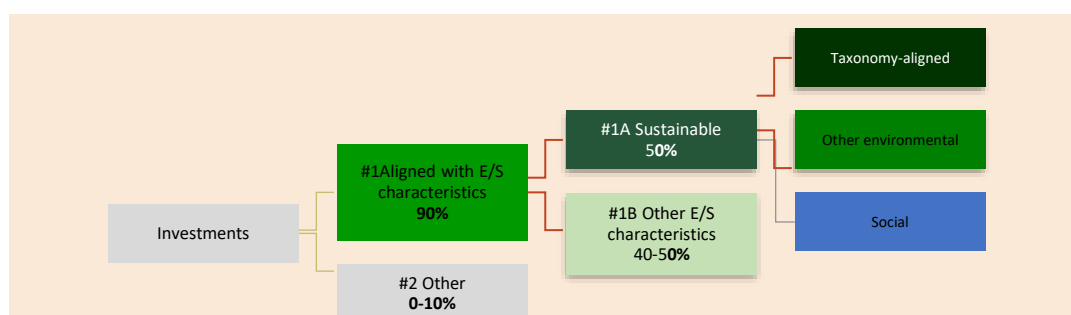 Taxonomy-aligned
#1A Sustainable
50%
Other environmental
#1Aligned with E/S
characteristics
90%
#1B Other E/S
characteristics
40-50%
Social
Investments
#2 Other
0-10%